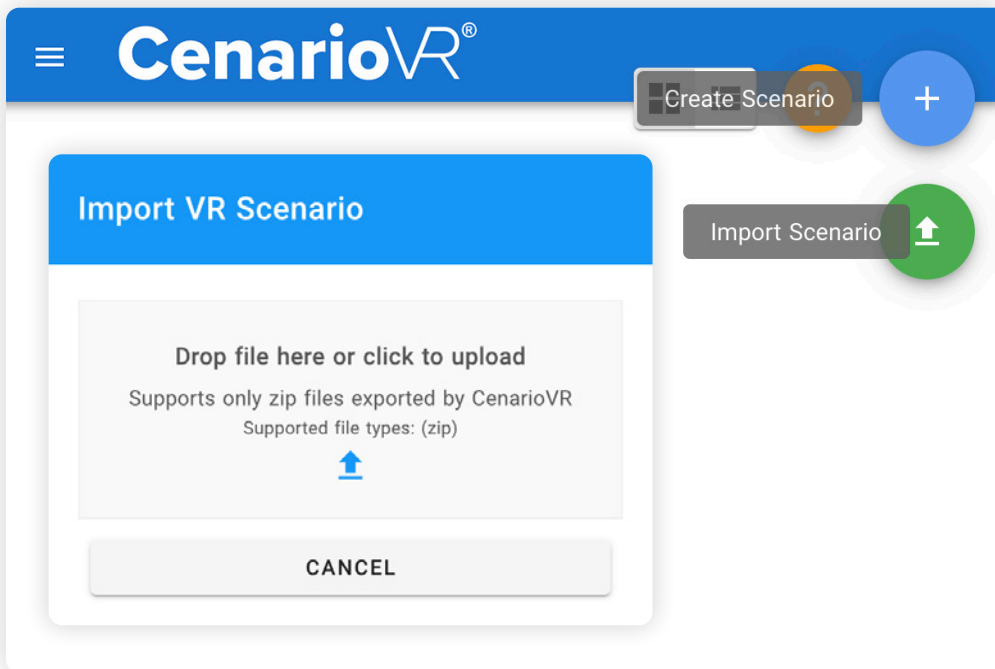 CenarioVR®
Create Scenario
?
+
Import VR Scenario
Import Scenario
Drop file here or click to upload
Supports only zip files exported by CenarioVR
Supported file types: (zip)
CANCEL